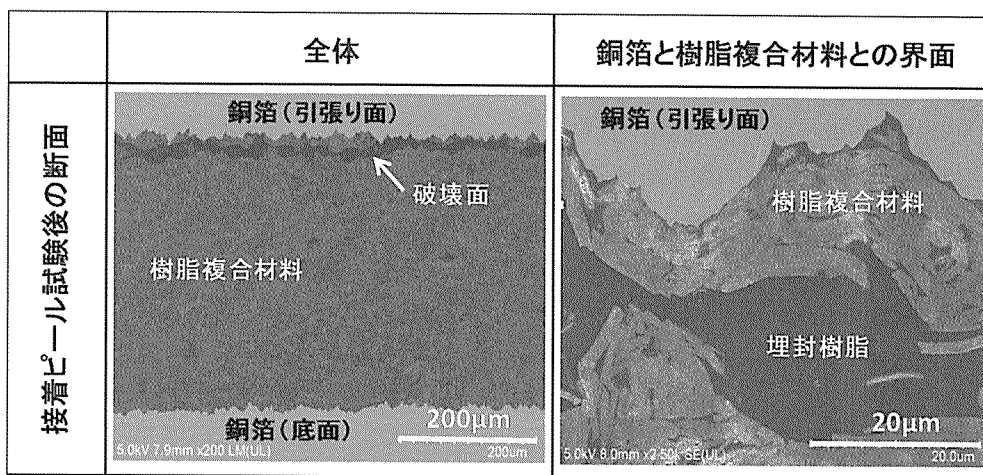 全体
銅箔と樹脂複合材料との界面
接着ピール試験後の断面
銅箔（引張り面）
破壊面
樹脂複合材料
銅箔（底面）
200μm
5.0kV 7.9mm x200 LM(UL)
200um
銅箔（引張り面）
樹脂複合材料
埋封樹脂
20μm
5.0kV 8.0mm x2.50k SE(UL)
20.0um